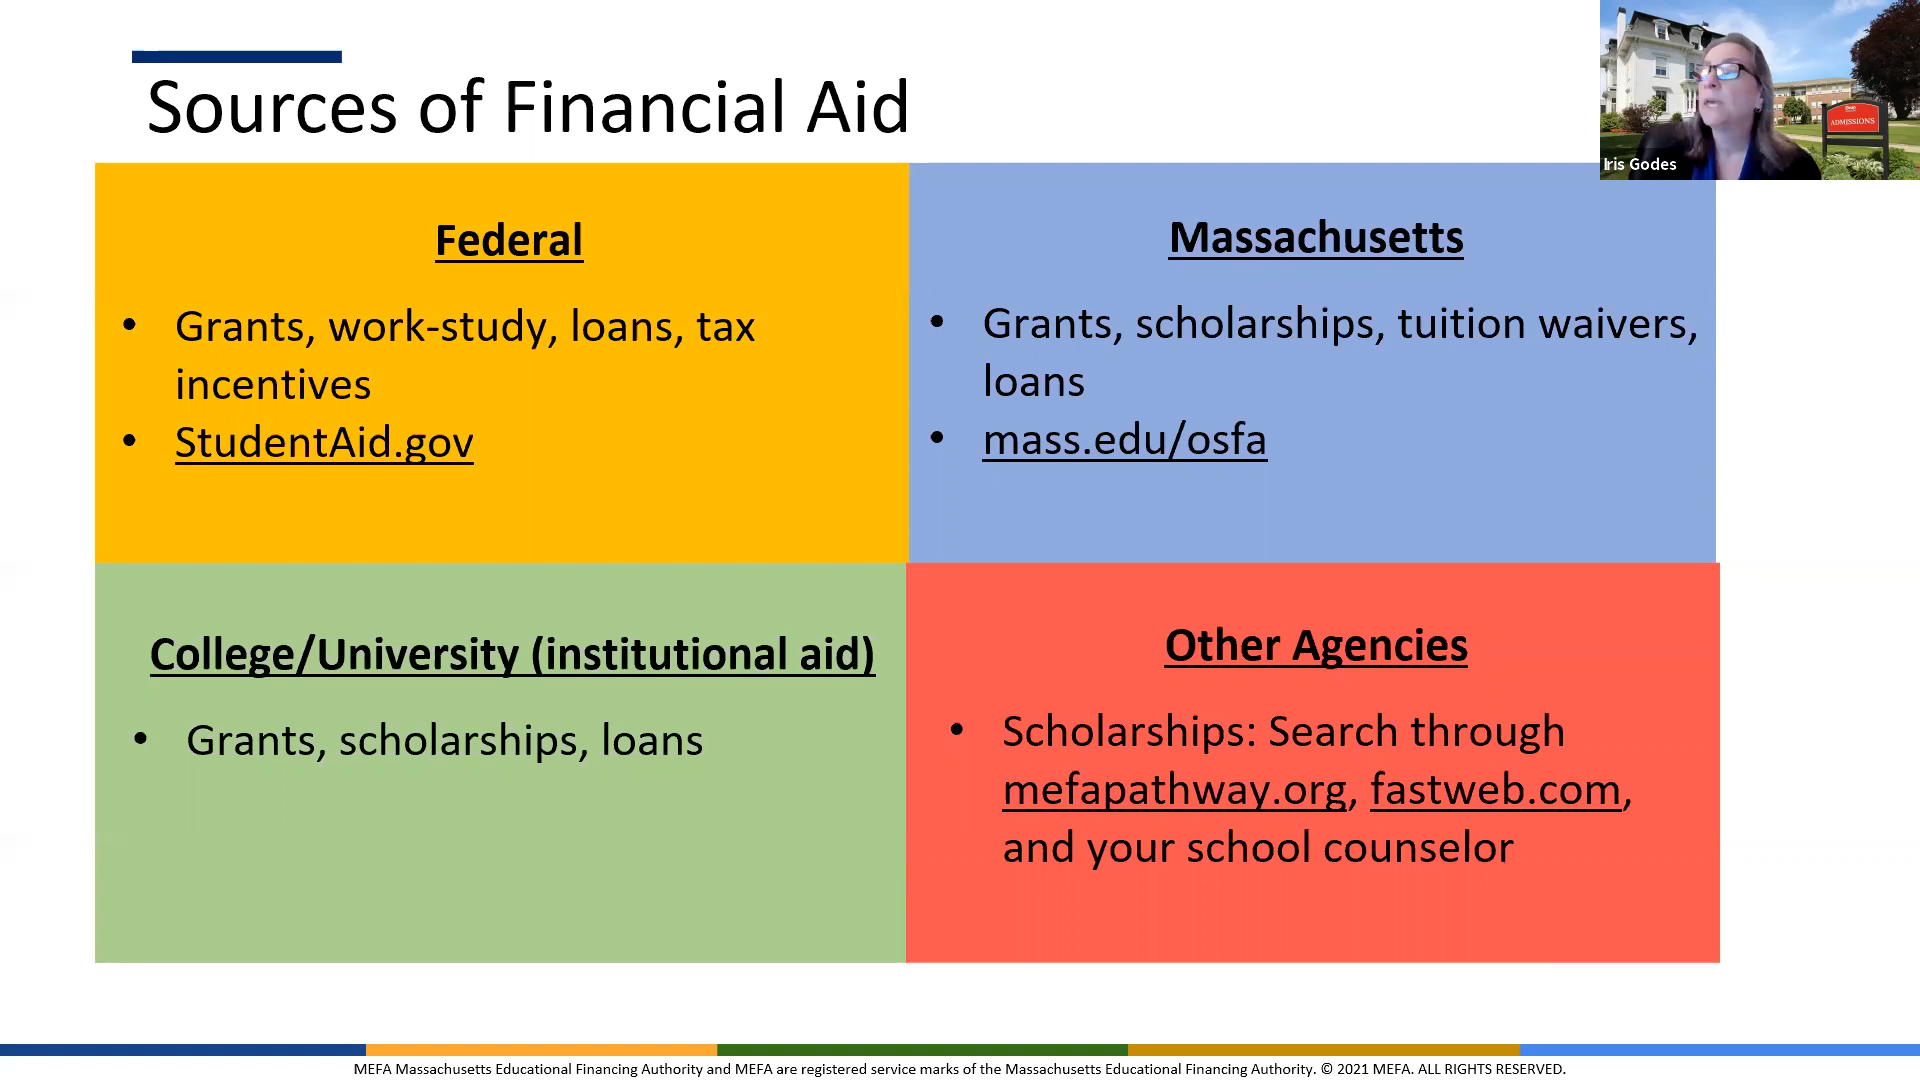 Sources of Financial Aid
Iris Godes
ADMISSIONS
Federal
• Grants, work-study, loans, tax
incentives
• StudentAid.gov
Massachusetts
• Grants, scholarships, tuition waivers,
loans
• mass.edu/osfa
College/University (institutional aid)
• Grants, scholarships, loans
Other Agencies
• Scholarships: Search through
mefapathway.org, fastweb.com,
and your school counselor
MEFA Massachusetts Educational Financing Authority and MEFA are registered service marks of the Massachusetts Educational Financing Authority. © 2021 MEFA. ALL RIGHTS RESERVED.